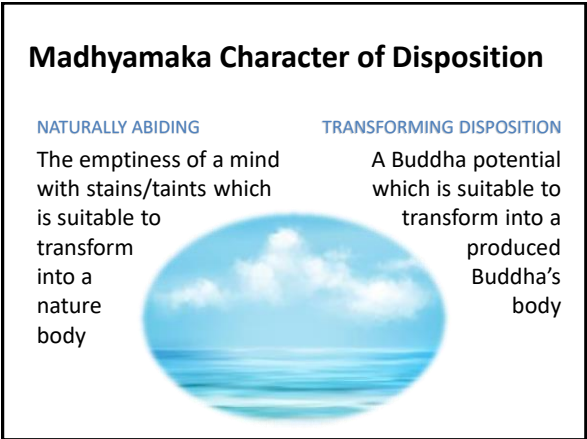 Madhyamaka Character of Disposition
NATURALLY ABIDING
The emptiness of a mind
with stains/taints which
is suitable to
transform
into a
nature
body
TRANSFORMING DISPOSITION
A Buddha potential
which is suitable to
transform into a
produced
Buddha's
body